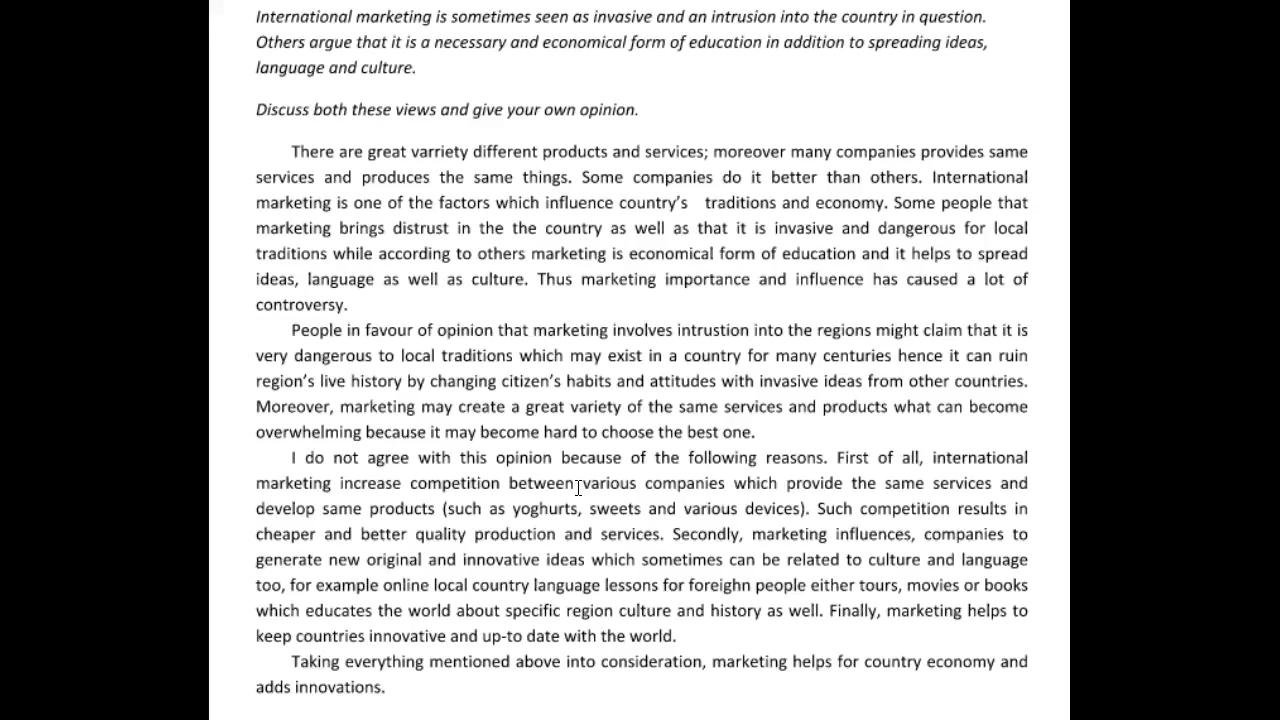 International marketing is sometimes seen as invasive and an intrusion into the country in question.
Others argue that it is a necessary and economical form of education in addition to spreading ideas,
language and culture.
Discuss both these views and give your own opinion.
There are great varriety different products and services; moreover many companies provides same
services and produces the same things. Some companies do it better than others. International
marketing is one of the factors which influence country's traditions and economy. Some people that
marketing brings distrust in the the country as well as that it is invasive and dangerous for local
traditions while according to others marketing is economical form of education and it helps to spread
ideas, language as well as culture. Thus marketing importance and influence has caused a lot of
controversy.
People in favour of opinion that marketing involves intrustion into the regions might claim that it is
very dangerous to local traditions which may exist in a country for many centuries hence it can ruin
region's live history by changing citizen's habits and attitudes with invasive ideas from other countries.
Moreover, marketing may create a great variety of the same services and products what can become
overwhelming because it may become hard to choose the best one.
I do not agree with this opinion because of the following reasons. First of all, international
marketing increase competition between various companies which provide the same services and
develop same products (such as yoghurts, sweets and various devices). Such competition results in
cheaper and better quality production and services. Secondly, marketing influences, companies to
generate new original and innovative ideas which sometimes can be related to culture and language
too, for example online local country language lessons for foreighn people either tours, movies or books
which educates the world about specific region culture and history as well. Finally, marketing helps to
keep countries innovative and up-to date with the world.
Taking everything mentioned above into consideration, marketing helps for country economy and
adds innovations.